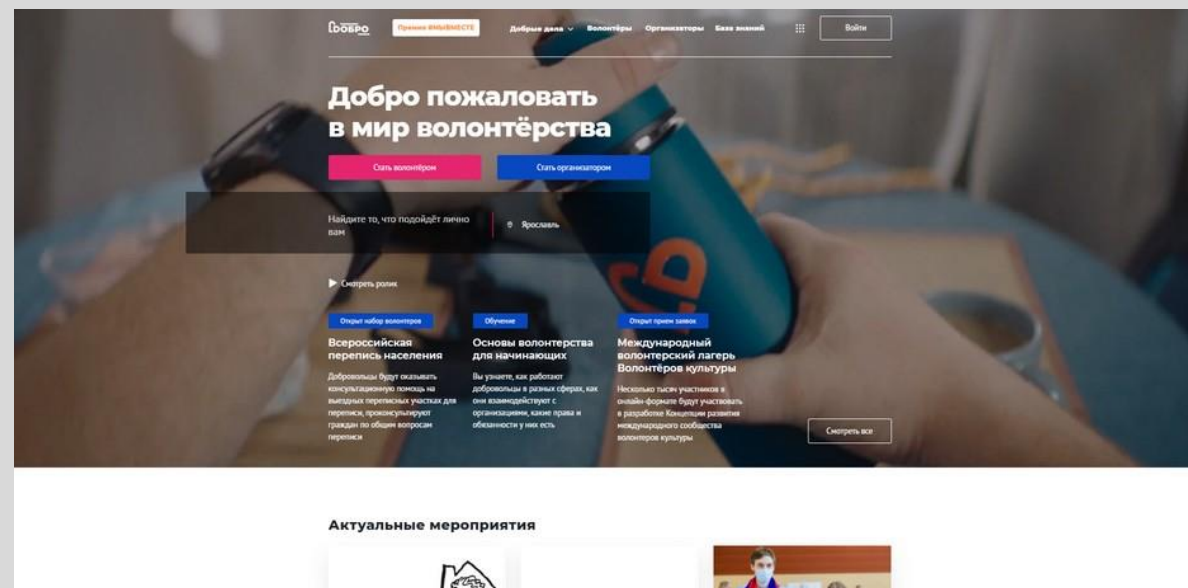 ДОБРО
Премия #МЫВМЕСТЕ
Добрые дела
Волонтёры
Организаторы
База знаний
Войти
Добро пожаловать
в мир волонтёрства
Стать волонтёром
Стать организатором
Найдите то, что подойдёт лично
вам
Ярославль
Смотреть ролик
Открыт набор волонтеров
Всероссийская
перепись населения
Добровольцы будут оказывать
консультационную помощь на
выездных переписных участках для
переписи, проконсультируют
граждан по общим вопросам
переписи
Обучение
Основы волонтерства
для начинающих
Вы узнаете, как работают
добровольцы в разных сферах, как
они взаимодействуют с
организациями, какие права и
обязанности у них есть
Открыт прием заявок
Международный
волонтерский лагерь
Волонтёров культуры
Несколько тысяч участников в
онлайн-формате будут участвовать
в разработке Концепции развития
международного сообщества
волонтеров культуры
Смотреть все
Актуальные мероприятия